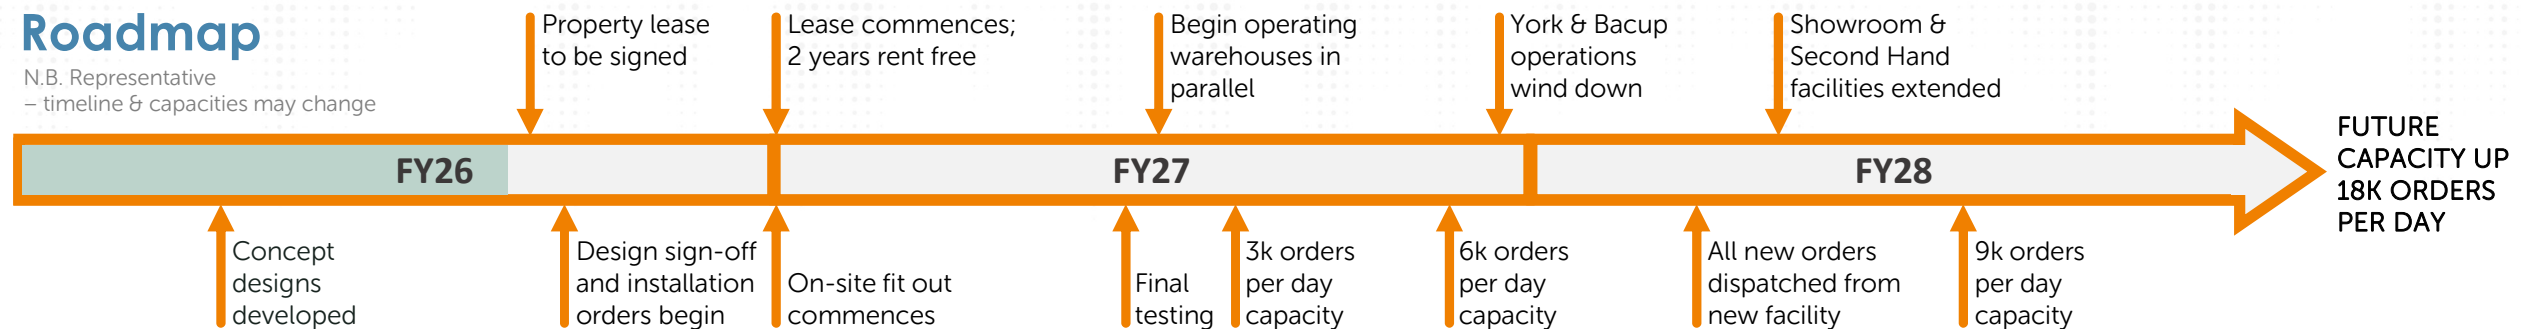 Roadmap
N.B. Representative
– timeline & capacities may change
Property lease
to be signed
Lease commences;
2 years rent free
Begin operating
warehouses in
parallel
York & Bacup
operations
wind down
Showroom &
Second Hand
facilities extended
FY26
FY27
FY28
FUTURE
CAPACITY UP
18K ORDERS
PER DAY
Concept
designs
developed
Design sign-off
and installation
orders begin
On-site fit out
commences
Final
testing
3k orders
per day
capacity
6k orders
per day
capacity
All new orders
dispatched from
new facility
9k orders
per day
capacity